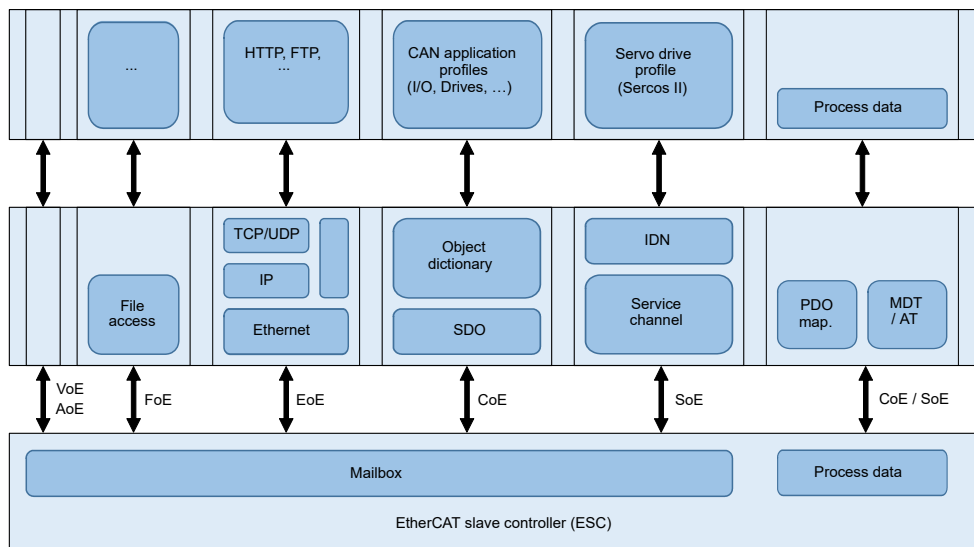 ...
HTTP, FTP,
...
CAN application
profiles
(I/O, Drives, …)
Servo drive
profile
(Sercos II)
Process data
File
access
TCP/UDP
IP
Ethernet
Object
dictionary
SDO
IDN
Service
channel
PDO
map.
MDT
/ AT
VoE
AoE
FoE
EoE
CoE
SoE
CoE / SoE
Mailbox
Process data
EtherCAT slave controller (ESC)